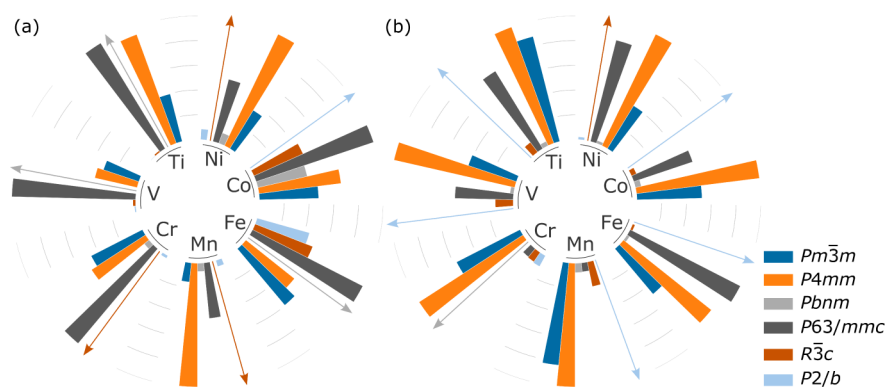 (a)
(b)
Ti
Ni
V
Co
Cr
Fe
Mn
Ti
Ni
V
Co
Cr
Fe
Mn
Pm3̅m
P4mm
Pbnm
P63/mmc
R3̅c
P2/b